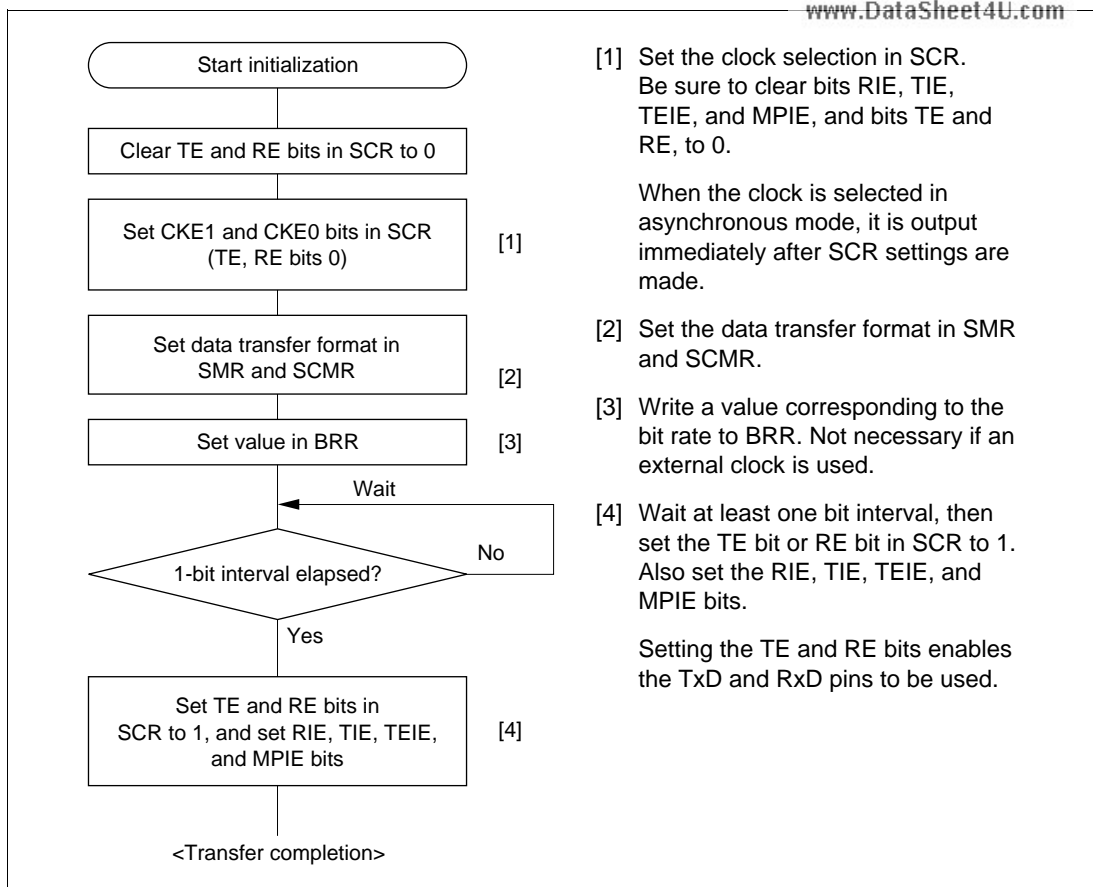 www.DataSheet4U.com
Start initialization
Clear TE and RE bits in SCR to 0
Set CKE1 and CKE0 bits in SCR
(TE, RE bits 0)
[1]
Set data transfer format in
SMR and SCMR
[2]
Set value in BRR
[3]
Wait
1-bit interval elapsed?
No
Yes
Set TE and RE bits in
SCR to 1, and set RIE, TIE, TEIE,
and MPIE bits
[4]
<Transfer completion>
[1] Set the clock selection in SCR.
Be sure to clear bits RIE, TIE,
TEIE, and MPIE, and bits TE and
RE, to 0.
When the clock is selected in
asynchronous mode, it is output
immediately after SCR settings are
made.
[2] Set the data transfer format in SMR
and SCMR.
[3] Write a value corresponding to the
bit rate to BRR. Not necessary if an
external clock is used.
[4] Wait at least one bit interval, then
set the TE bit or RE bit in SCR to 1.
Also set the RIE, TIE, TEIE, and
MPIE bits.
Setting the TE and RE bits enables
the TxD and RxD pins to be used.